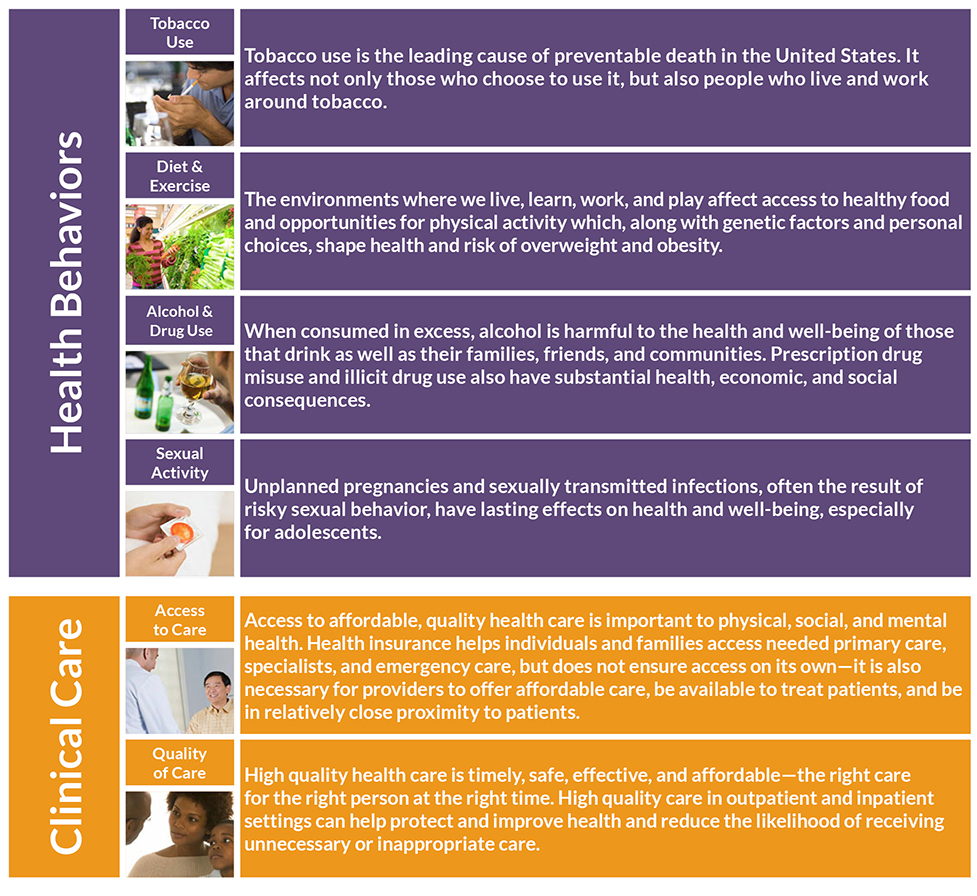 Health Behaviors
Tobacco
Use
Tobacco use is the leading cause of preventable death in the United States. It
affects not only those who choose to use it, but also people who live and work
around tobacco.
Diet &
Exercise
The environments where we live, learn, work, and play affect access to healthy food
and opportunities for physical activity which, along with genetic factors and personal
choices, shape health and risk of overweight and obesity.
Alcohol &
Drug Use
When consumed in excess, alcohol is harmful to the health and well-being of those
that drink as well as their families, friends, and communities. Prescription drug
misuse and illicit drug use also have substantial health, economic, and social
consequences.
Sexual
Activity
Unplanned pregnancies and sexually transmitted infections, often the result of
risky sexual behavior, have lasting effects on health and well-being, especially
for adolescents.
Clinical Care
Access
to Care
Access to affordable, quality health care is important to physical, social, and mental
health. Health insurance helps individuals and families access needed primary care,
specialists, and emergency care, but does not ensure access on its own—it is also
necessary for providers to offer affordable care, be available to treat patients, and be
in relatively close proximity to patients.
Quality
of Care
High quality health care is timely, safe, effective, and affordable—the right care
for the right person at the right time. High quality care in outpatient and inpatient
settings can help protect and improve health and reduce the likelihood of receiving
unnecessary or inappropriate care.